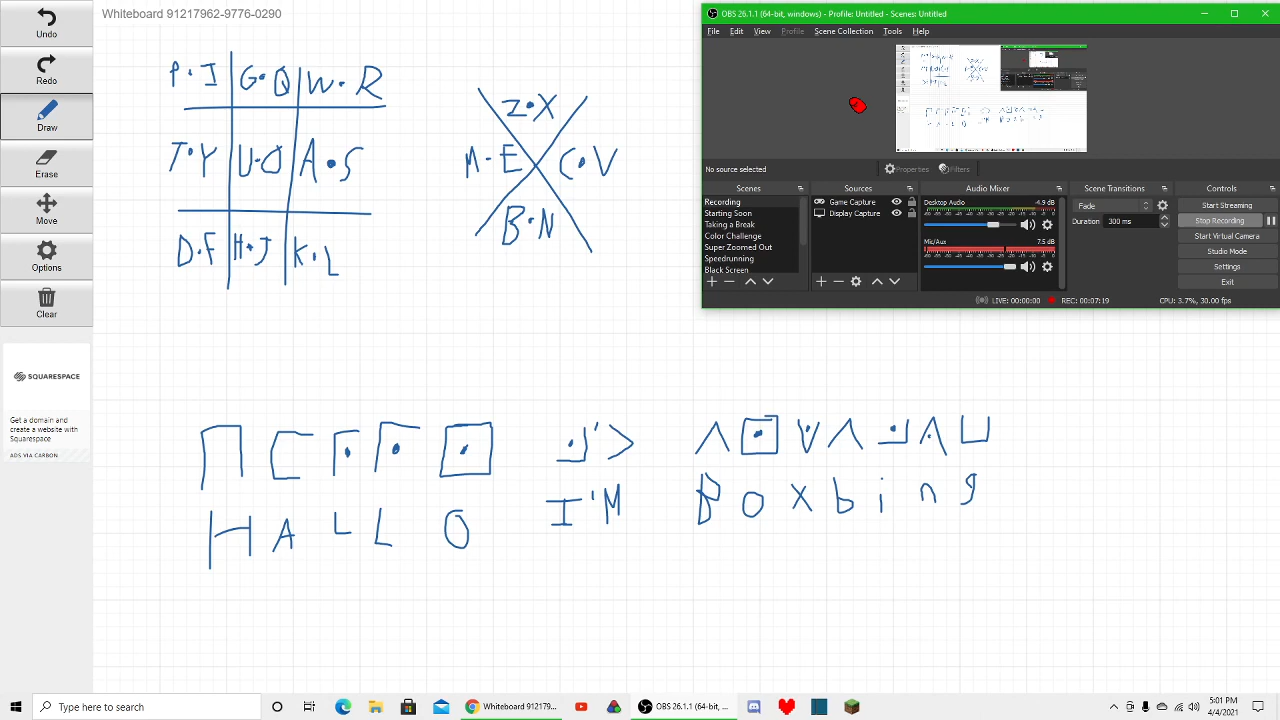 Whiteboard 91217962-9776-0290
Undo
Redo
Draw
Erase
Move
Options
Clear
SQUARESPACE
Get a domain and
create a website with
Squarespace
ADS VIA CARBON
P·I G·Q W·R
T·Y U·O A·S
D·F H·J K·L
Z·X
M·E C·V
B·N
HALLO I'M Boxbing
OBS 26.1.1 (64-bit, windows) - Profile: Untitled - Scenes: Untitled
File Edit View Profile Scene Collection Tools Help
No source selected Properties Filters
Scenes Sources Audio Mixer Scene Transitions Controls
Recording
Starting Soon
Taking a Break
Color Challenge
Super Zoomed Out
Speedrunning
Black Screen
Game Capture
Display Capture
Desktop Audio -4.9 dB
Mic/Aux 7.5 dB
Fade
Duration 300 ms
Start Streaming
Stop Recording
Start Virtual Camera
Studio Mode
Settings
Exit
LIVE: 00:00:00 REC: 00:07:19 CPU: 3.7%, 30.00 fps
Type here to search
Whiteboard 912179...
OBS 26.1.1 (64-bit, ...
5:01 PM
4/4/2021